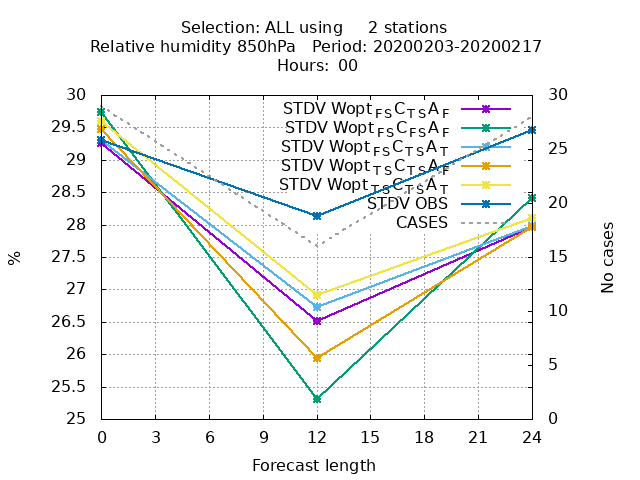 Selection: ALL using 2 stations
Relative humidity 850hPa Period: 20200203-20200217
Hours: 00
30 30
STDV Wopt_FS C_TS A_F
29.5
STDV Wopt_FS C_FS A_F
STDV Wopt_FS C_TS A_T
29 25
STDV Wopt_TS C_TS A_F
STDV Wopt_TS C_TS A_T
28.5
STDV OBS
20
CASES
28
%
27.5 15
No cases
27
26.5 10
26
5
25.5
25 0
0 3 6 9 12 15 18 21 24
Forecast length